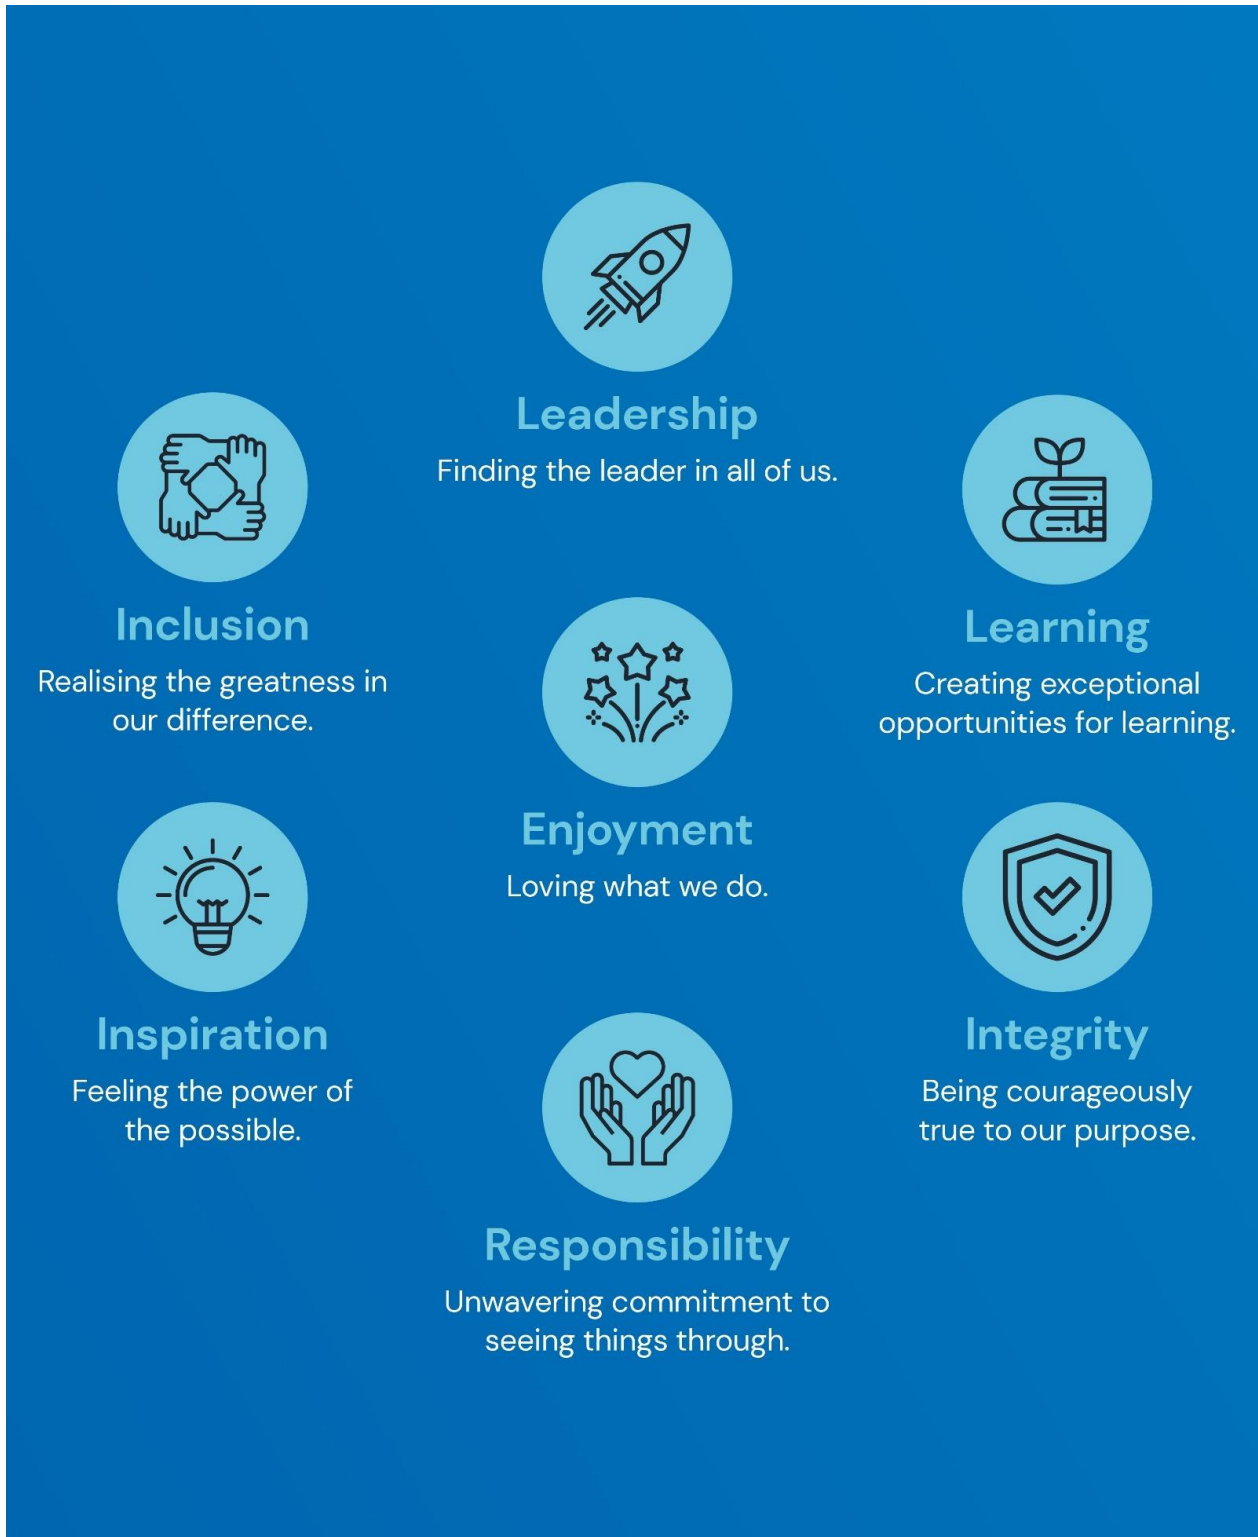 Leadership
Finding the leader in all of us.
Inclusion
Realising the greatness in
our difference.
Learning
Creating exceptional
opportunities for learning.
Enjoyment
Loving what we do.
Inspiration
Feeling the power of
the possible.
Integrity
Being courageously
true to our purpose.
Responsibility
Unwavering commitment to
seeing things through.